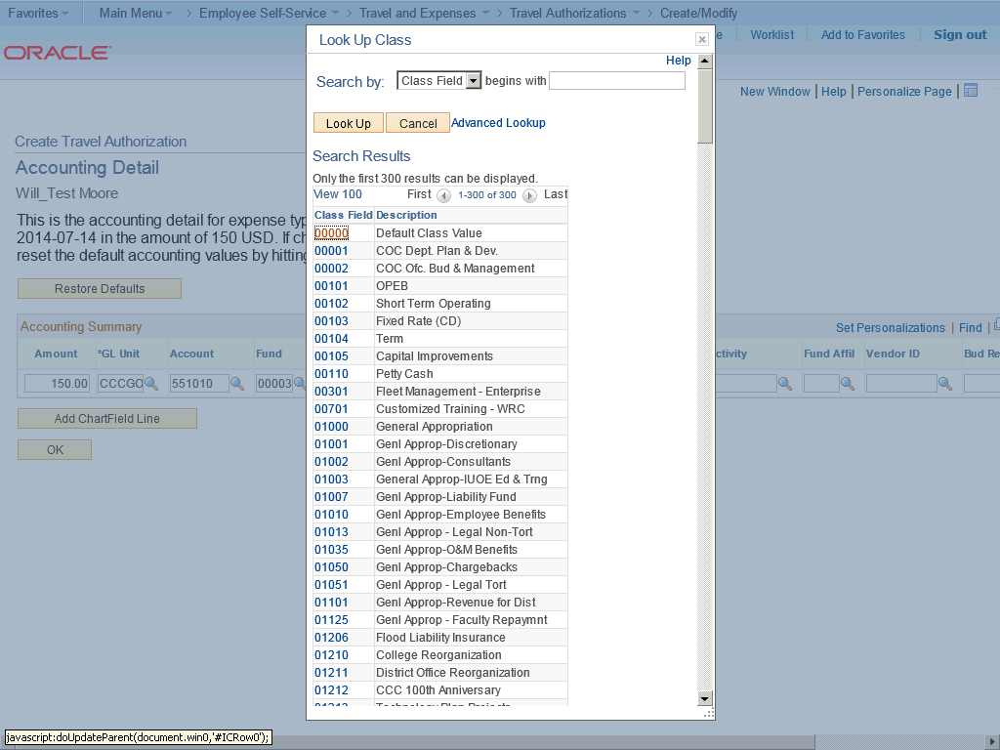 Favorites Main Menu > Employee Self-Service > Travel and Expenses > Travel Authorizations > Create/Modify
Worklist Add to Favorites Sign out
ORACLE
New Window | Help | Personalize Page |
Create Travel Authorization
Accounting Detail
Will_Test Moore
This is the accounting detail for expense
2014-07-14 in the amount of 150 USD. If
reset the default accounting values by hitting
Restore Defaults
Accounting Summary
Set Personalizations | Find |
Amount *GL Unit Account Fund Fund Affil Vendor ID Bud
150.00 CCCGO 551010 00003
Add ChartField Line
OK
Look Up Class
Help
Search by: Class Field begins with
Look Up Cancel Advanced Lookup
Search Results
Only the first 300 results can be displayed.
View 100 First 1-300 of 300 Last
Class Field Description
00000 Default Class Value
00001 COC Dept. Plan & Dev.
00002 COC Ofc. Bud & Management
00101 OPEB
00102 Short Term Operating
00103 Fixed Rate (CD)
00104 Term
00105 Capital Improvements
00110 Petty Cash
00301 Fleet Management - Enterprise
00701 Customized Training - WRC
01000 General Appropriation
01001 Genl Approp-Discretionary
01002 Genl Approp-Consultants
01003 General Approp-IUOE Ed & Trng
01007 Genl Approp-Liability Fund
01010 Genl Approp-Employee Benefits
01013 Genl Approp - Legal Non-Tort
01035 Genl Approp-O&M Benefits
01050 Genl Approp-Chargebacks
01051 Genl Approp - Legal Tort
01101 Genl Approp-Revenue for Dist
01125 Genl Approp - Faculty Repaymnt
01206 Flood Liability Insurance
01210 College Reorganization
01211 District Office Reorganization
01212 CCC 100th Anniversary
javascript:doUpdateParent(document.win0,'#ICRow0');